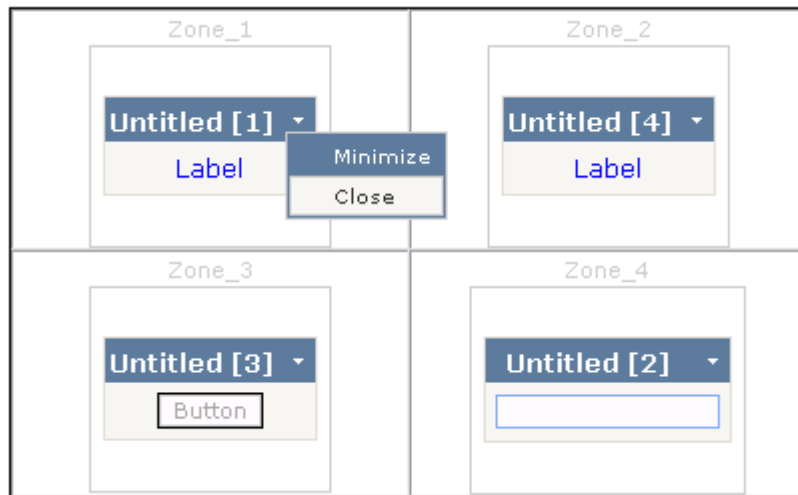 Zone_1
Untitled [1]
Label
Minimize
Close
Zone_2
Untitled [4]
Label
Zone_3
Untitled [3]
Button
Zone_4
Untitled [2]